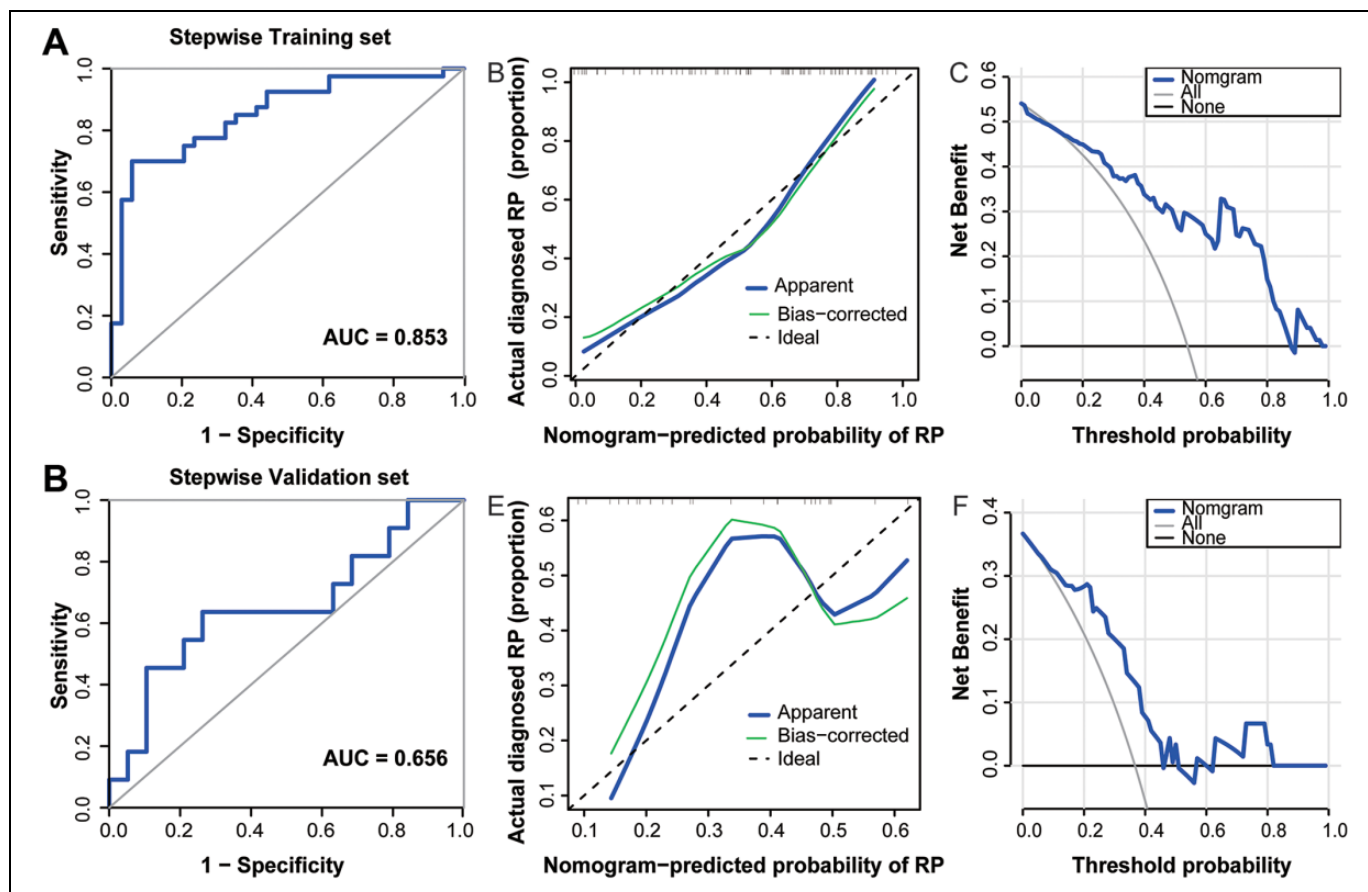 A
Stepwise Training set
Sensitivity
0.0 0.2 0.4 0.6 0.8 1.0
AUC = 0.853
0.0 0.2 0.4 0.6 0.8 1.0
1 − Specificity
B
Actual diagnosed RP (proportion)
0.0 0.2 0.4 0.6 0.8 1.0
Apparent
Bias−corrected
Ideal
0.0 0.2 0.4 0.6 0.8 1.0
Nomogram−predicted probability of RP
C
Net Benefit
0.0 0.1 0.2 0.3 0.4 0.5 0.6
Nomgram
All
None
0.0 0.2 0.4 0.6 0.8 1.0
Threshold probability
B
Stepwise Validation set
Sensitivity
0.0 0.2 0.4 0.6 0.8 1.0
AUC = 0.656
0.0 0.2 0.4 0.6 0.8 1.0
1 − Specificity
E
Actual diagnosed RP (proportion)
0.1 0.2 0.3 0.4 0.5 0.6
Apparent
Bias−corrected
Ideal
0.1 0.2 0.3 0.4 0.5 0.6
Nomogram−predicted probability of RP
F
Net Benefit
0.0 0.1 0.2 0.3 0.4
Nomgram
All
None
0.0 0.2 0.4 0.6 0.8 1.0
Threshold probability